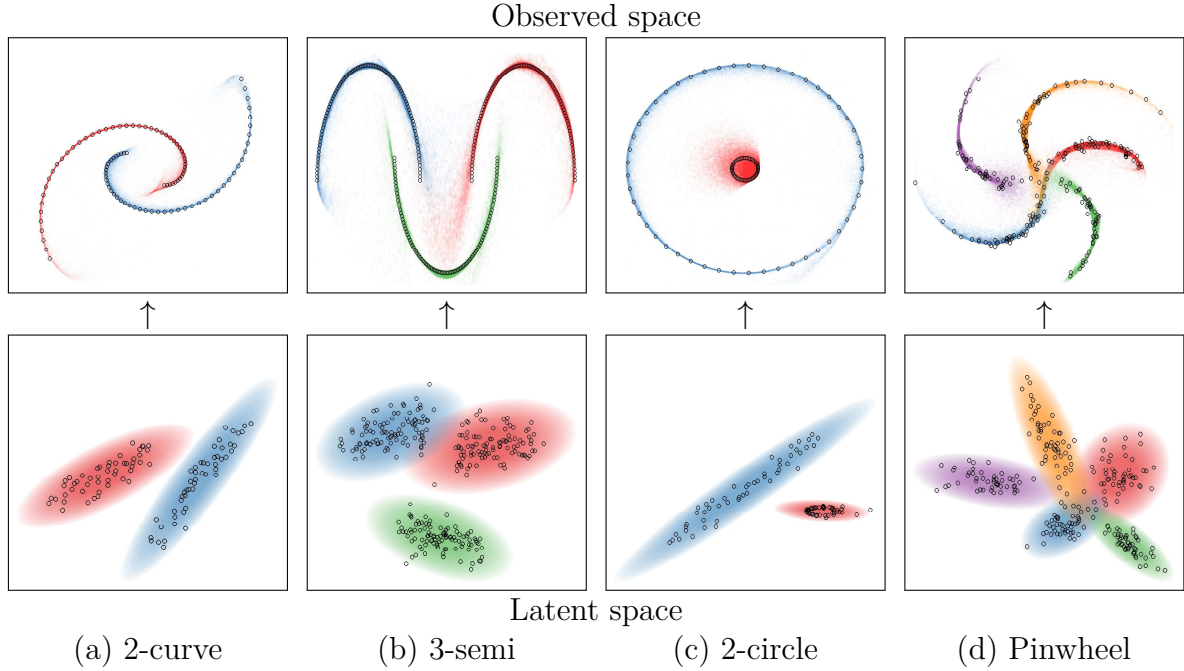 Observed space
↑ ↑ ↑ ↑
Latent space
(a) 2-curve (b) 3-semi (c) 2-circle (d) Pinwheel